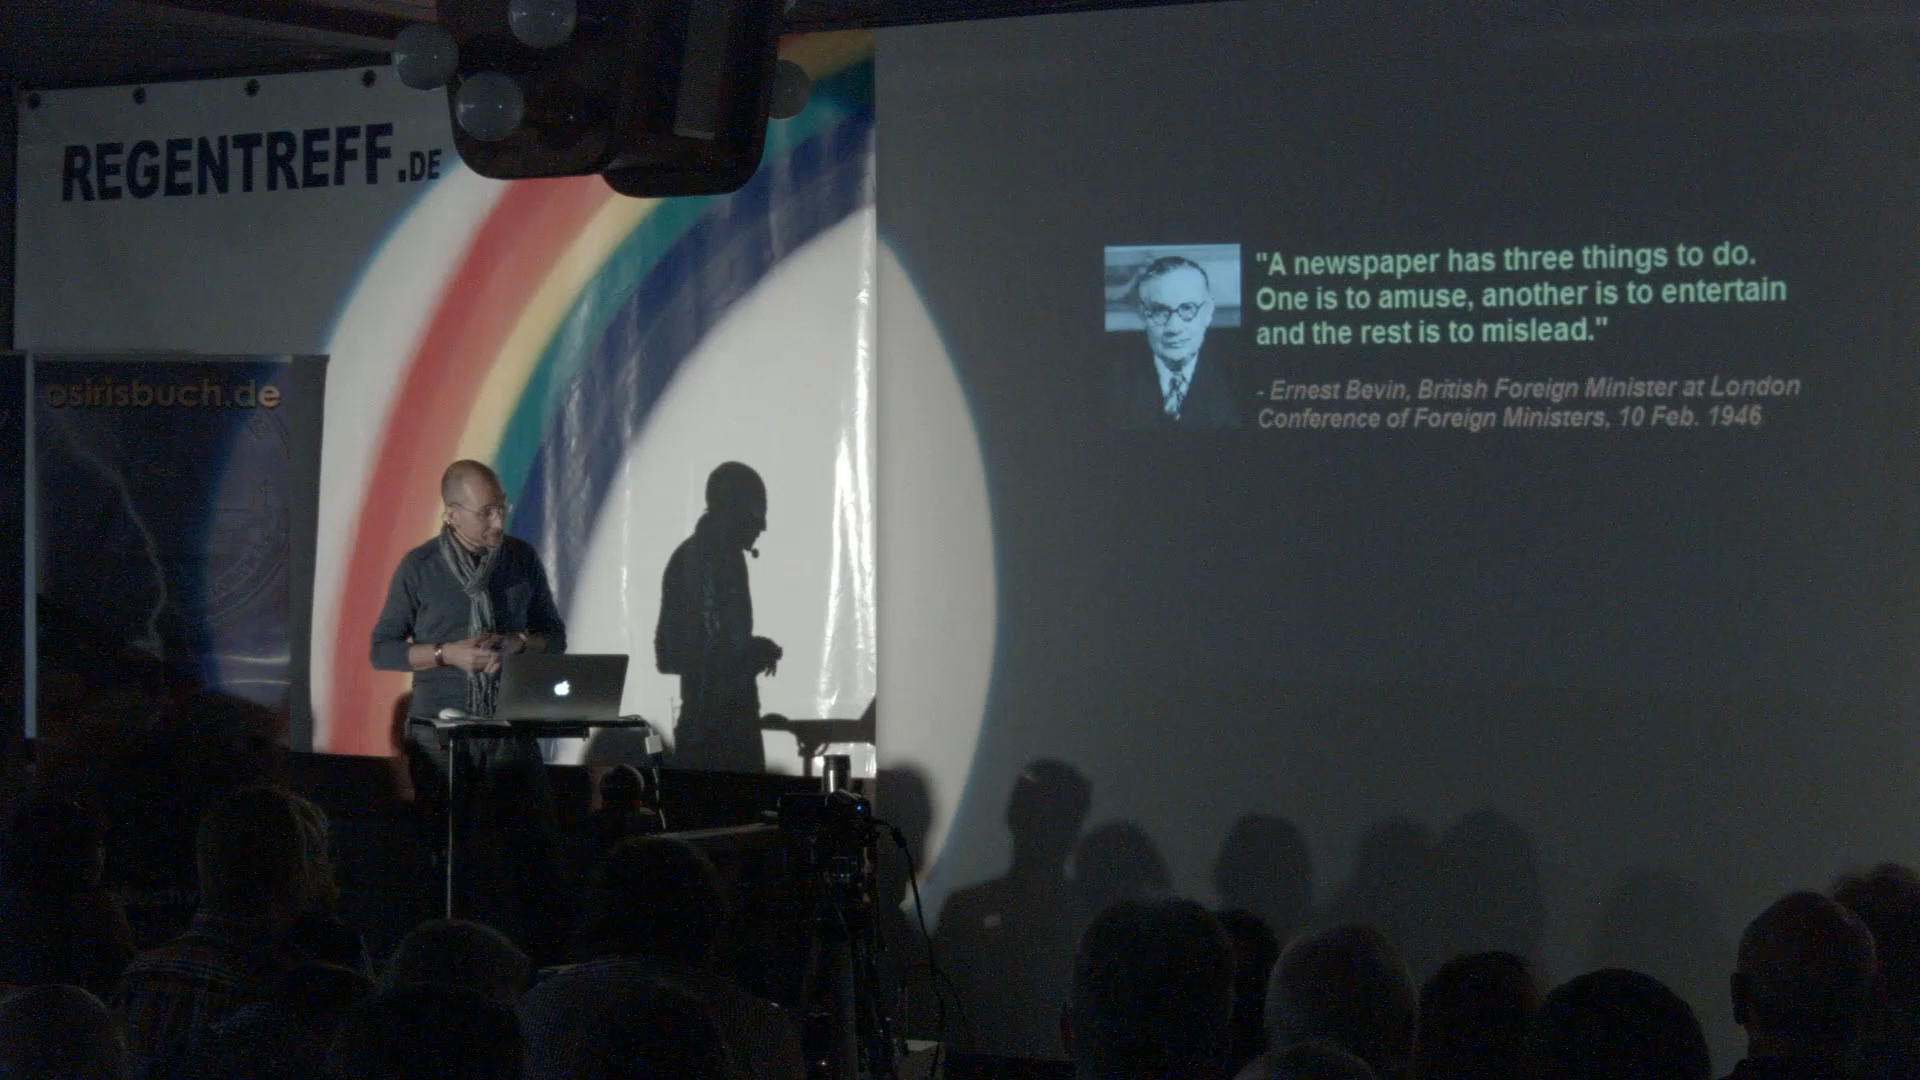 REGENTREFF.DE
osirisbuch.de
"A newspaper has three things to do.
One is to amuse, another is to entertain
and the rest is to mislead."
- Ernest Bevin, British Foreign Minister at London
Conference of Foreign Ministers, 10 Feb. 1946